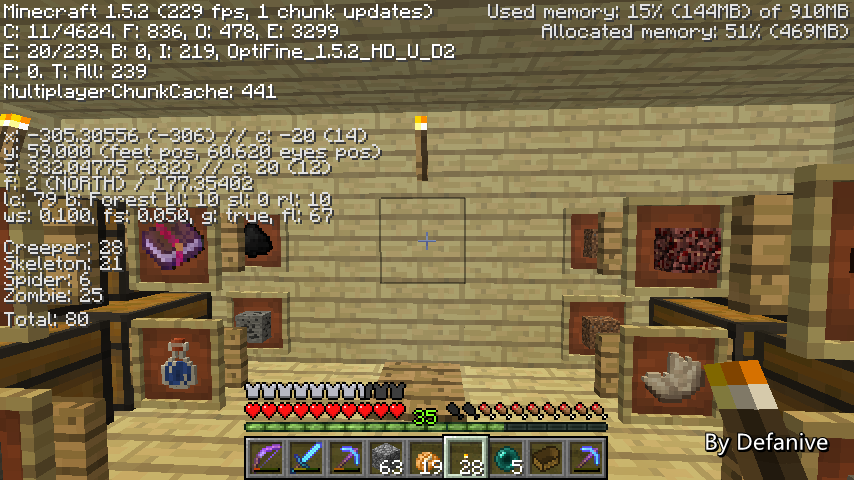 Minecraft 1.5.2 (229 fps, 1 chunk updates)
C: 11/4624, F: 836, O: 478, E: 3299
E: 20/239, B: 0, I: 219, OptiFine_1.5.2_HD_U_D2
P: 0, T: All: 239
MultiplayerChunkCache: 441
Used memory: 15% (144MB) of 910MB
Allocated memory: 51% (469MB)
x: -305.30556 (-306) // c: -20 (14)
y: 59.000 (feet pos, 60.620 eyes pos)
z: 332.04775 (332) // c: 20 (12)
f: 2 (NORTH) / 177.35402
lc: 79 b: Forest bl: 10 sl: 0 rl: 10
ws: 0.100, fs: 0.050, g: true, fl: 67
Creeper: 28
Skeleton: 21
Spider: 6
Zombie: 25
Total: 80
35
63 19 28 5
By Defanive